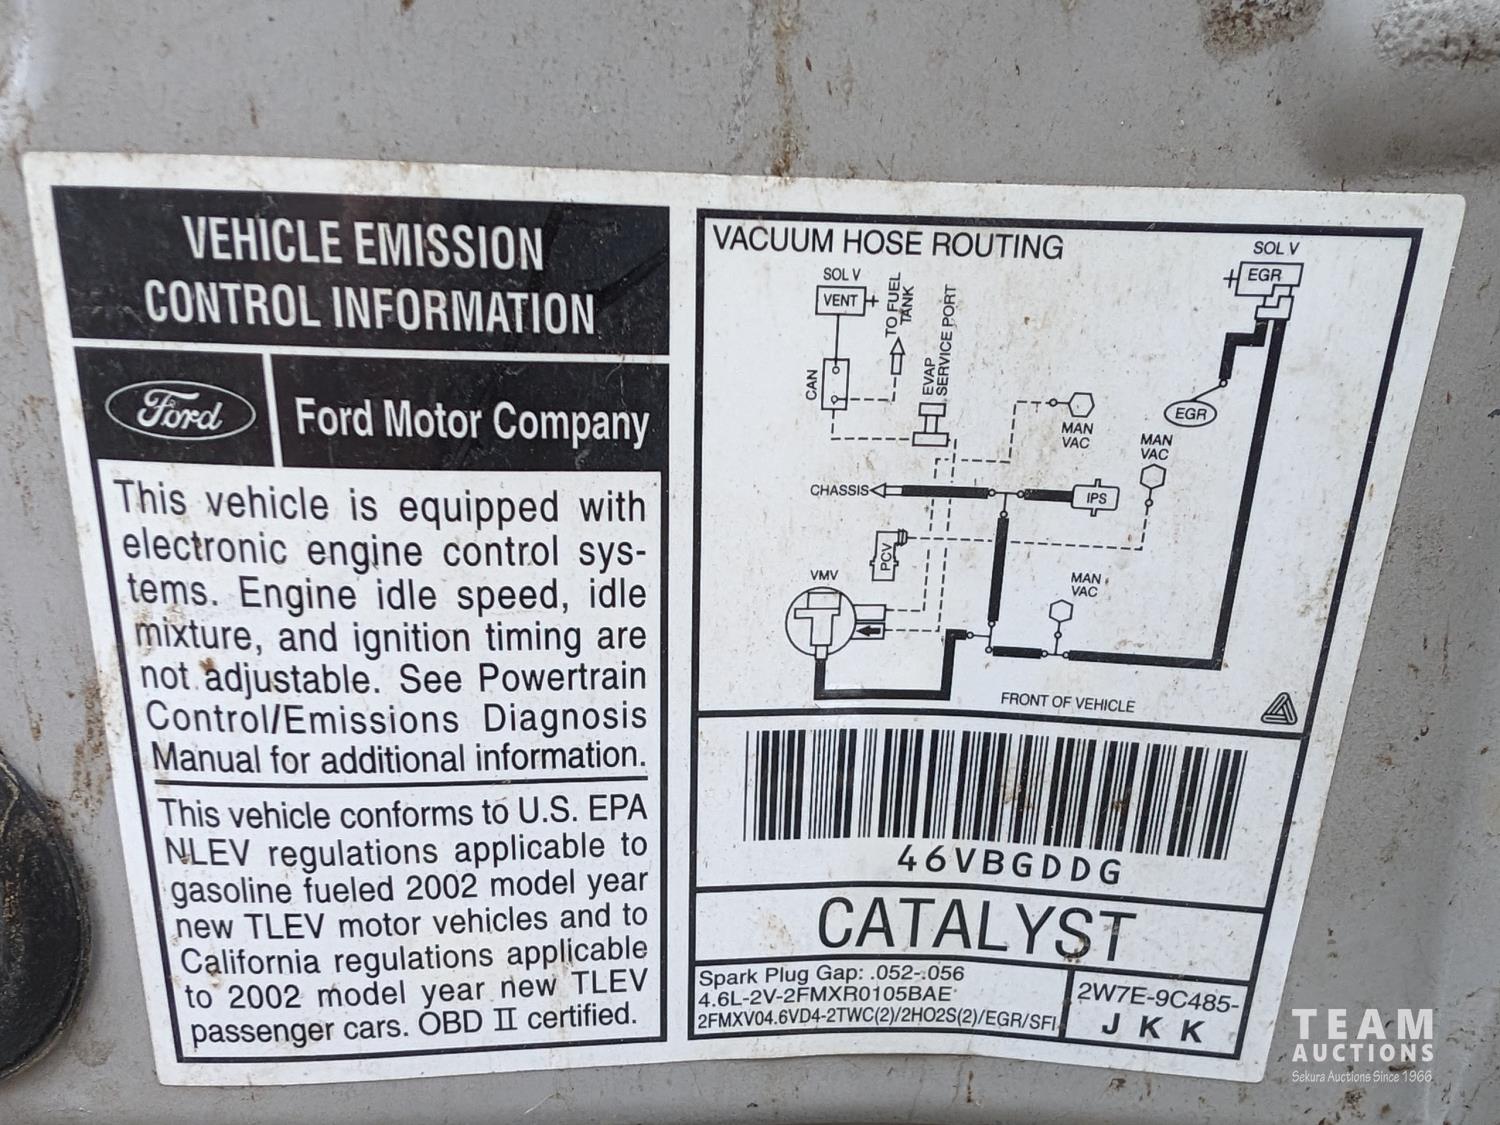 VEHICLE EMISSION
CONTROL INFORMATION
Ford
Ford Motor Company
This vehicle is equipped with
electronic engine control sys-
tems. Engine idle speed, idle
mixture, and ignition timing are
not adjustable. See Powertrain
Control/Emissions Diagnosis
Manual for additional information.
This vehicle conforms to U.S. EPA
NLEV regulations applicable to
gasoline fueled 2002 model year
new TLEV motor vehicles and to
California regulations applicable
to 2002 model year new TLEV
passenger cars. OBD II certified.
VACUUM HOSE ROUTING
SOL V
VENT
+
TO FUEL
TANK
EVAP
SERVICE PORT
CAN
SOL V
+
EGR
EGR
MAN
VAC
MAN
VAC
CHASSIS
IPS
PCV
VMV
MAN
VAC
FRONT OF VEHICLE
46VBGDDG
CATALYST
Spark Plug Gap: .052-.056
4.6L-2V-2FMXR0105BAE
2FMXV04.6VD4-2TWC(2)/2HO2S(2)/EGR/SFI
2W7E-9C485-
J K K
TEAM
AUCTIONS
Sekura Auctions Since 1966